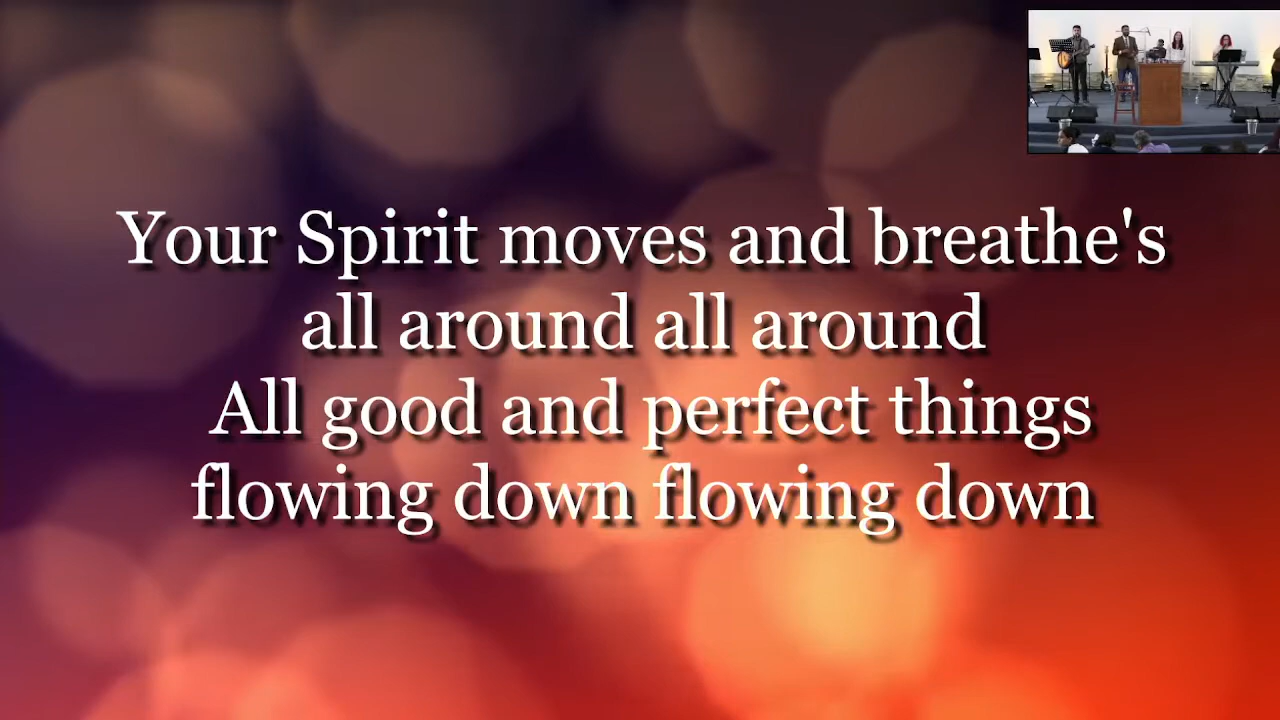 Your Spirit moves and breathe's
all around all around
All good and perfect things
flowing down flowing down